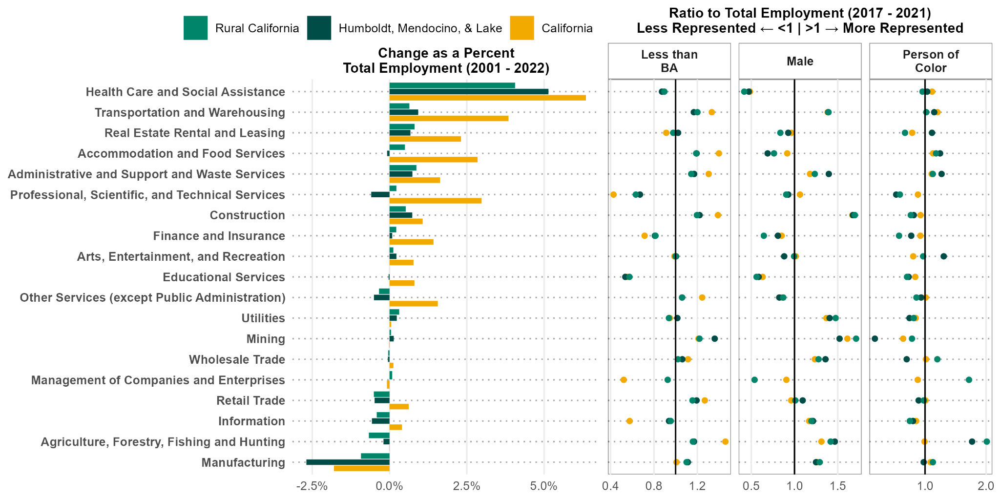 Rural California
Humboldt, Mendocino, & Lake
California
Ratio to Total Employment (2017 - 2021)
Less Represented ← <1 | >1 → More Represented
Change as a Percent
Total Employment (2001 - 2022)
Less than
BA
Male
Person of
Color
Health Care and Social Assistance
Transportation and Warehousing
Real Estate Rental and Leasing
Accommodation and Food Services
Administrative and Support and Waste Services
Professional, Scientific, and Technical Services
Construction
Finance and Insurance
Arts, Entertainment, and Recreation
Educational Services
Other Services (except Public Administration)
Utilities
Mining
Wholesale Trade
Management of Companies and Enterprises
Retail Trade
Information
Agriculture, Forestry, Fishing and Hunting
Manufacturing
-2.5% 0.0% 2.5% 5.0%
0.4 0.8 1.2
0.5 1.0 1.5
1.0 2.0